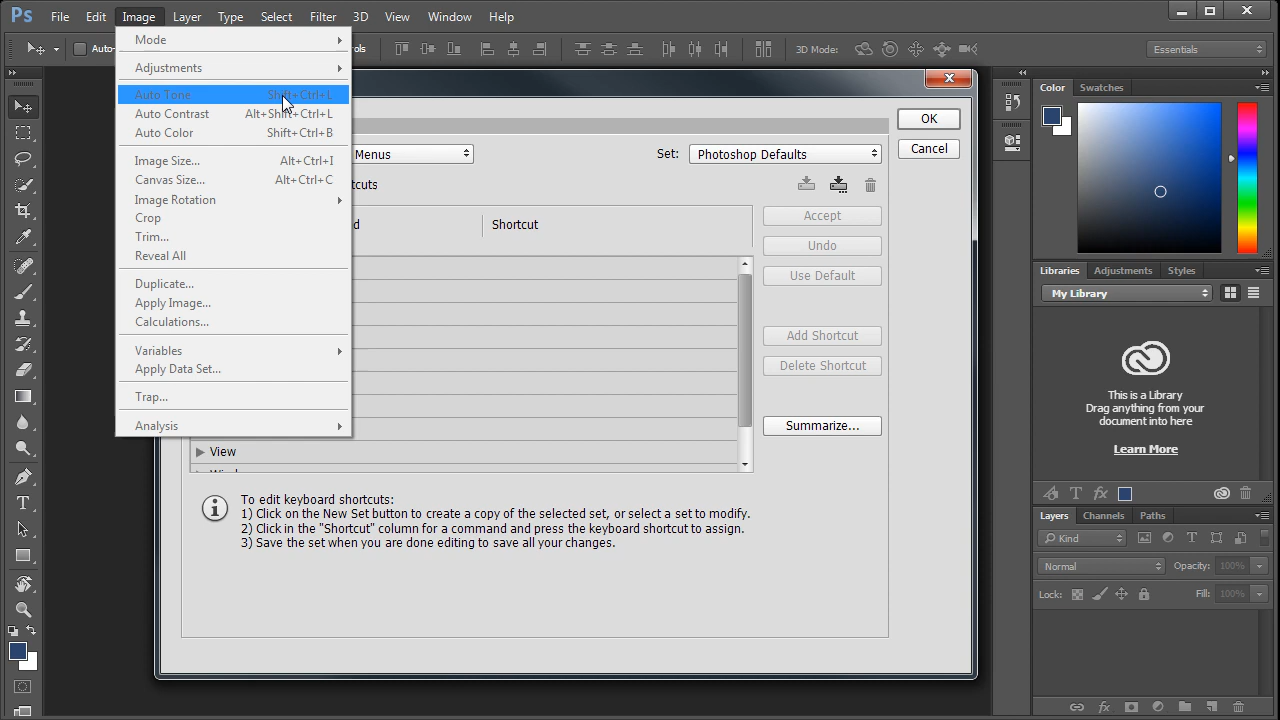 Ps File Edit Image Layer Type Select Filter 3D View Window Help
Auto-
3D Mode:
Essentials
Mode
Adjustments
Auto Tone Shift+Ctrl+L
Auto Contrast Alt+Shift+Ctrl+L
Auto Color Shift+Ctrl+B
Image Size... Alt+Ctrl+I
Canvas Size... Alt+Ctrl+C
Image Rotation
Crop
Trim...
Reveal All
Duplicate...
Apply Image...
Calculations...
Variables
Apply Data Set...
Trap...
Analysis
Menus
Set: Photoshop Defaults
OK
Cancel
Shortcut
Accept
Undo
Use Default
Add Shortcut
Delete Shortcut
Summarize...
View
To edit keyboard shortcuts:
1) Click on the New Set button to create a copy of the selected set, or select a set to modify.
2) Click in the "Shortcut" column for a command and press the keyboard shortcut to assign.
3) Save the set when you are done editing to save all your changes.
Color Swatches
Libraries Adjustments Styles
My Library
This is a Library
Drag anything from your
document into here
Learn More
Layers Channels Paths
Kind
Normal Opacity: 100%
Lock: Fill: 100%